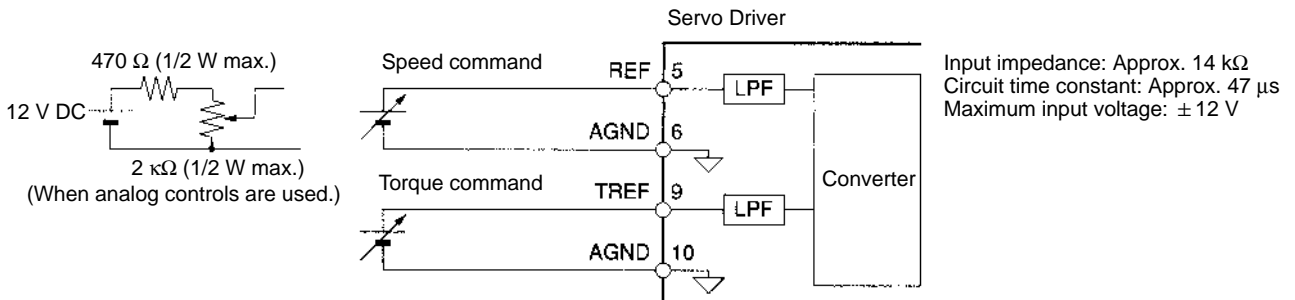 Servo Driver
470 Ω (1/2 W max.)
12 V DC
2 κΩ (1/2 W max.)
(When analog controls are used.)
Speed command
REF 5
LPF
AGND 6
Torque command
TREF 9
LPF
AGND 10
Converter
Input impedance: Approx. 14 kΩ
Circuit time constant: Approx. 47 μs
Maximum input voltage: ± 12 V